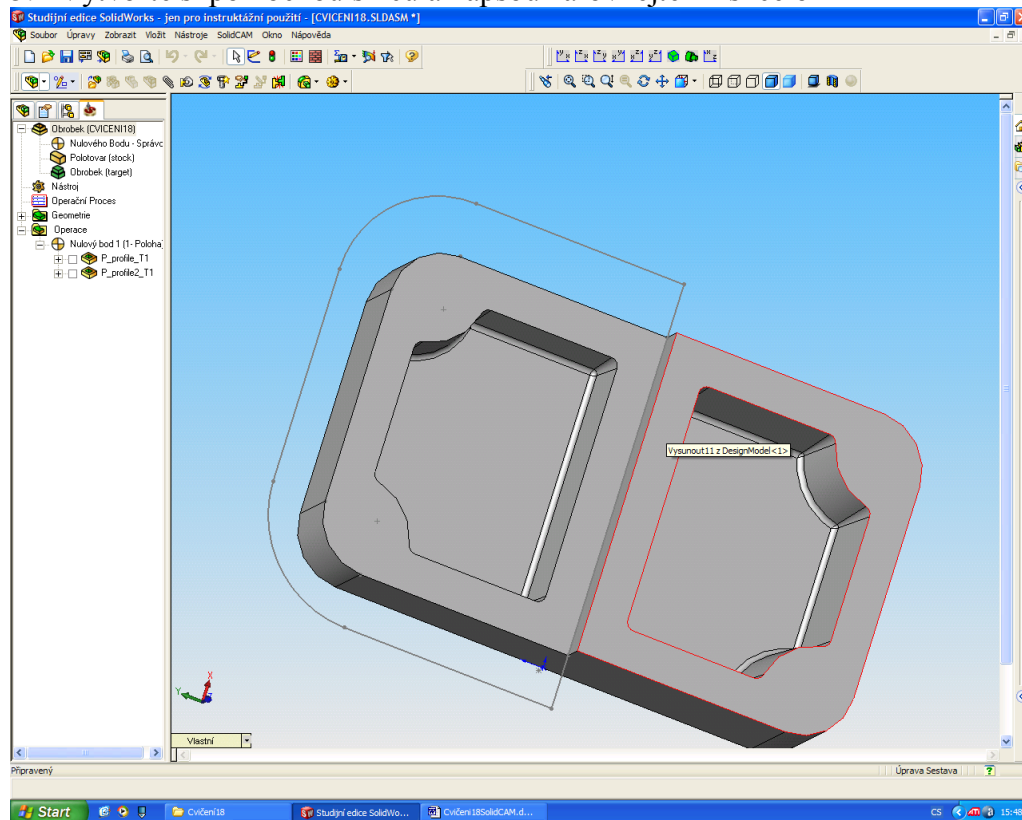 Studijní edice SolidWorks - jen pro instruktážní použití - [CVICENI18.SLDASM *]
Soubor Úpravy Zobrazit Vložit Nástroje SolidCAM Okno Nápověda
Obrobek (CVICENI18)
Nulového Bodu - Správc
Polotovar (stock)
Obrobek (target)
Nástroj
Operační Proces
Geometrie
Operace
Nulový bod 1 (1- Poloha)
P_profile_T1
P_profile2_T1
Vysunout11 z DesignModel<1>
X
Y
Vlastní
Připravený
Úprava Sestava
Start
Cvičení18
Studijní edice SolidWo...
Cvičeni18SolidCAM.d...
CS
15:48